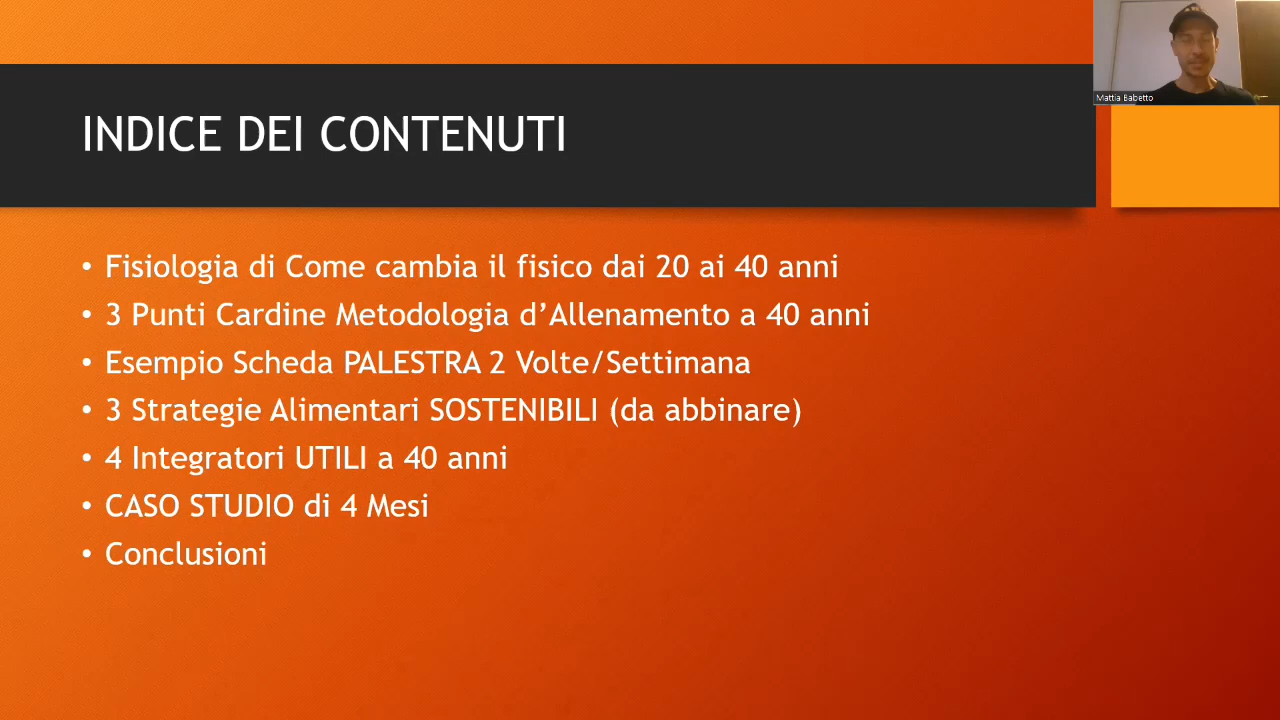 Mattia Babetto
INDICE DEI CONTENUTI
• Fisiologia di Come cambia il fisico dai 20 ai 40 anni
• 3 Punti Cardine Metodologia d’Allenamento a 40 anni
• Esempio Scheda PALESTRA 2 Volte/Settimana
• 3 Strategie Alimentari SOSTENIBILI (da abbinare)
• 4 Integratori UTILI a 40 anni
• CASO STUDIO di 4 Mesi
• Conclusioni